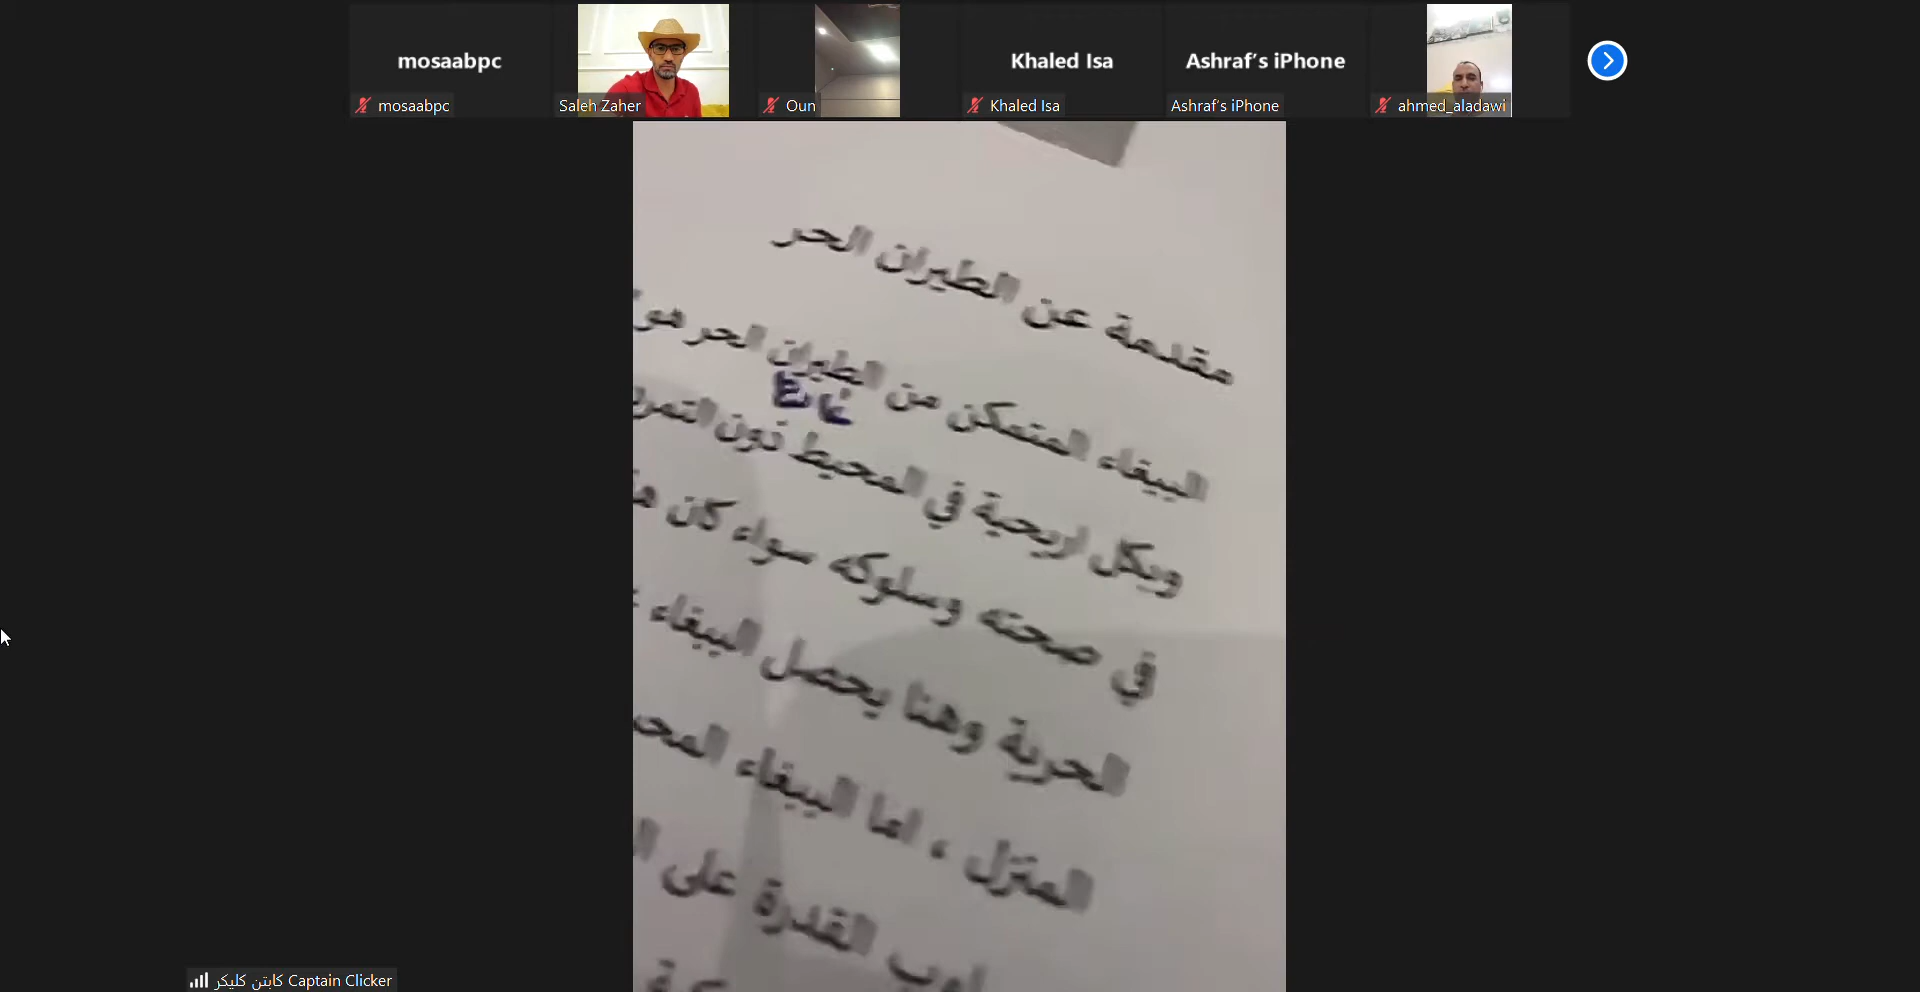 mosaabpc
mosaabpc
Saleh Zaher
Oun
Khaled Isa
Khaled Isa
Ashraf's iPhone
Ashraf's iPhone
ahmed_aladawi
مقدمة عن الطيران الحر
الببغاء المتمكن من الطيران الحر هو
وبكل اريحية في المحيط دون
في صحته وسلوكه سواء كان
الحرية وهنا يحصل الببغاء
المنزل ، اما الببغاء
القدرة على
كابتن كليكر Captain Clicker